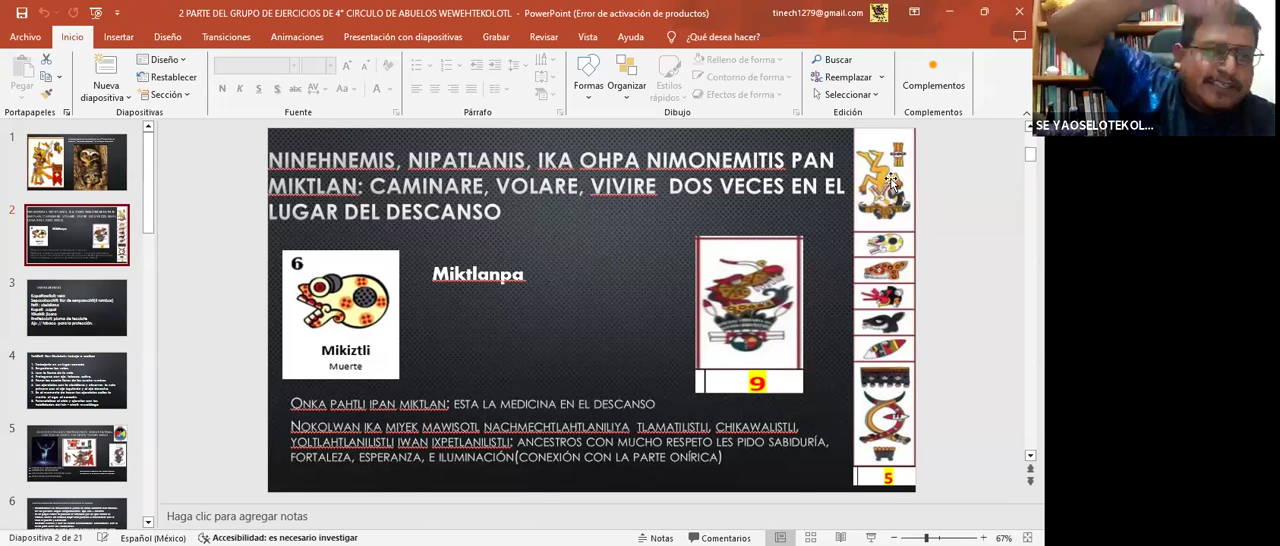 2 PARTE DEL GRUPO DE EJERCICIOS DE 4° CIRCULO DE ABUELOS WEWEHTEKOLOTL - PowerPoint (Error de activación de productos)
tinech1279@gmail.com
Archivo Inicio Insertar Diseño Transiciones Animaciones Presentación con diapositivas Grabar Revisar Vista Ayuda ¿Qué desea hacer?
Pegar
Nueva diapositiva
Diseño
Restablecer
Sección
Formas
Organizar
Estilos rápidos
Relleno de forma
Contorno de forma
Efectos de forma
Buscar
Reemplazar
Seleccionar
Complementos
Portapapeles Diapositivas Fuente Párrafo Dibujo Edición Complementos
SE YAOSELOTEKOL...
1
2
3
4
5
6
NINEHNEMIS, NIPATLANIS, IKA OHPA NIMONEMITIS PAN
MIKTLAN: CAMINARE, VOLARE, VIVIRE DOS VECES EN EL
LUGAR DEL DESCANSO
6
Mikiztli
Muerte
Miktlanpa
9
5
ONKA PAHTLI IPAN MIKTLAN: ESTA LA MEDICINA EN EL DESCANSO
NOKOLWAN IKA MIYEK MAWISOTL NACHMECHTLAHTLANILIYA TLAMATILISTLI, CHIKAWALISTLI,
YOLTLAHTLANILISTLI IWAN IXPETLANILISTLI: ANCESTROS CON MUCHO RESPETO LES PIDO SABIDURÍA,
FORTALEZA, ESPERANZA, E ILUMINACIÓN(CONEXIÓN CON LA PARTE ONÍRICA)
Haga clic para agregar notas
Diapositiva 2 de 21 Español (México) Accesibilidad: es necesario investigar Notas Comentarios 67%